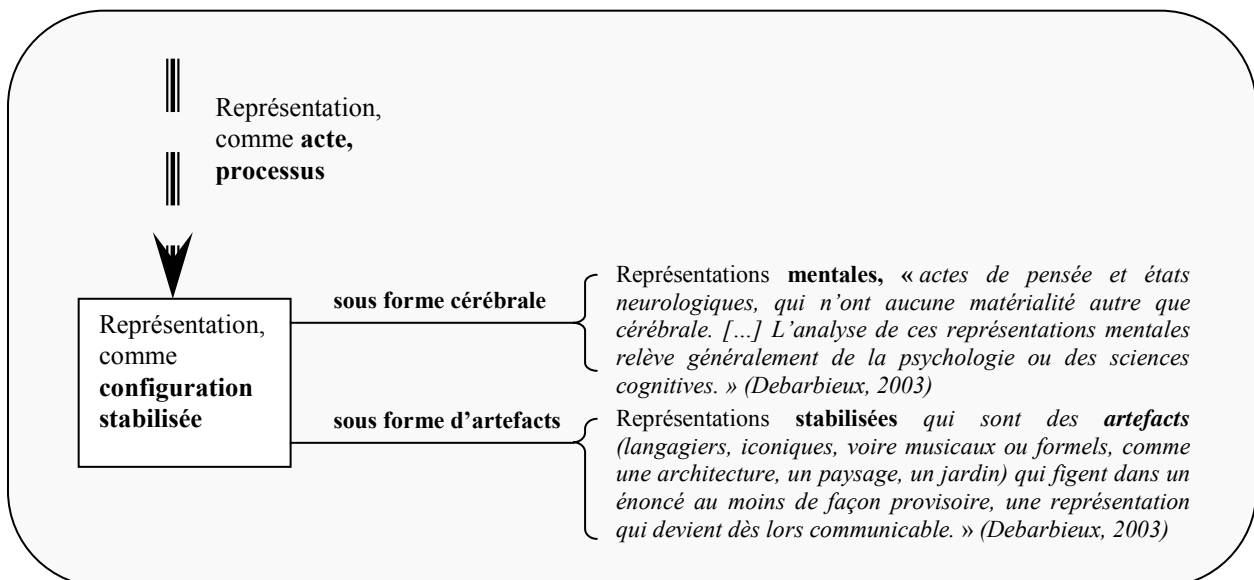 Représentation,
comme acte,
processus
Représentation,
comme
configuration
stabilisée
sous forme cérébrale
Représentations mentales, « actes de pensée et états
neurologiques, qui n’ont aucune matérialité autre que
cérébrale. […] L’analyse de ces représentations mentales
relève généralement de la psychologie ou des sciences
cognitives. » (Debarbieux, 2003)
sous forme d’artefacts
Représentations stabilisées qui sont des artefacts
(langagiers, iconiques, voire musicaux ou formels, comme
une architecture, un paysage, un jardin) qui figent dans un
énoncé au moins de façon provisoire, une représentation
qui devient dès lors communicable. » (Debarbieux, 2003)